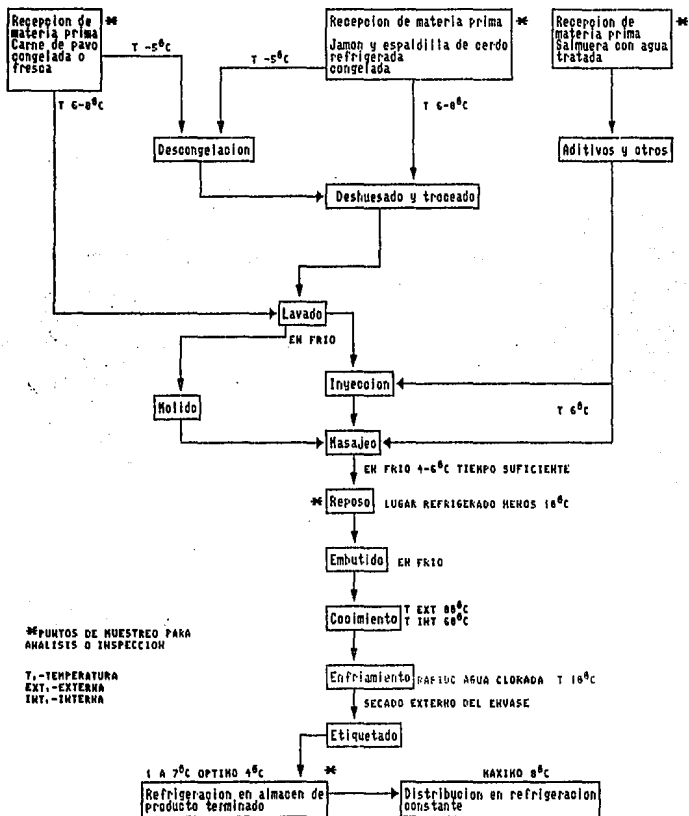 Recepcion de
materia prima
Carne de pavo
congelada o
fresca
*
T -5°C
Recepcion de materia prima
Jamon y espaldilla de cerdo
refrigerada
congelada
*
T -5°C
Recepcion de
materia prima
Salmuera con agua
tratada
*
T 6-8°C
T 6-8°C
Descongelacion
Aditivos y otros
Deshuesado y troceado
Lavado
EN FRIO
Inyeccion
T 6°C
Molido
Masajeo
EN FRIO 4-6°C TIEMPO SUFICIENTE
* Reposo LUGAR REFRIGERADO MENOS 10°C
Embutido EN FRIO
Cocimiento T EXT 80°C
T INT 68°C
*PUNTOS DE MUESTREO PARA
ANALISIS O INSPECCION
T.-TEMPERATURA
EXT.-EXTERNA
INT.-INTERNA
Enfriamiento RAPIDO AGUA CLORADA T 10°C
SECADO EXTERNO DEL ENVASE
Etiquetado
1 A 7°C OPTIMO 4°C *
Refrigeracion en almacen de
producto terminado
MAXIMO 8°C
Distribucion en refrigeracion
constante